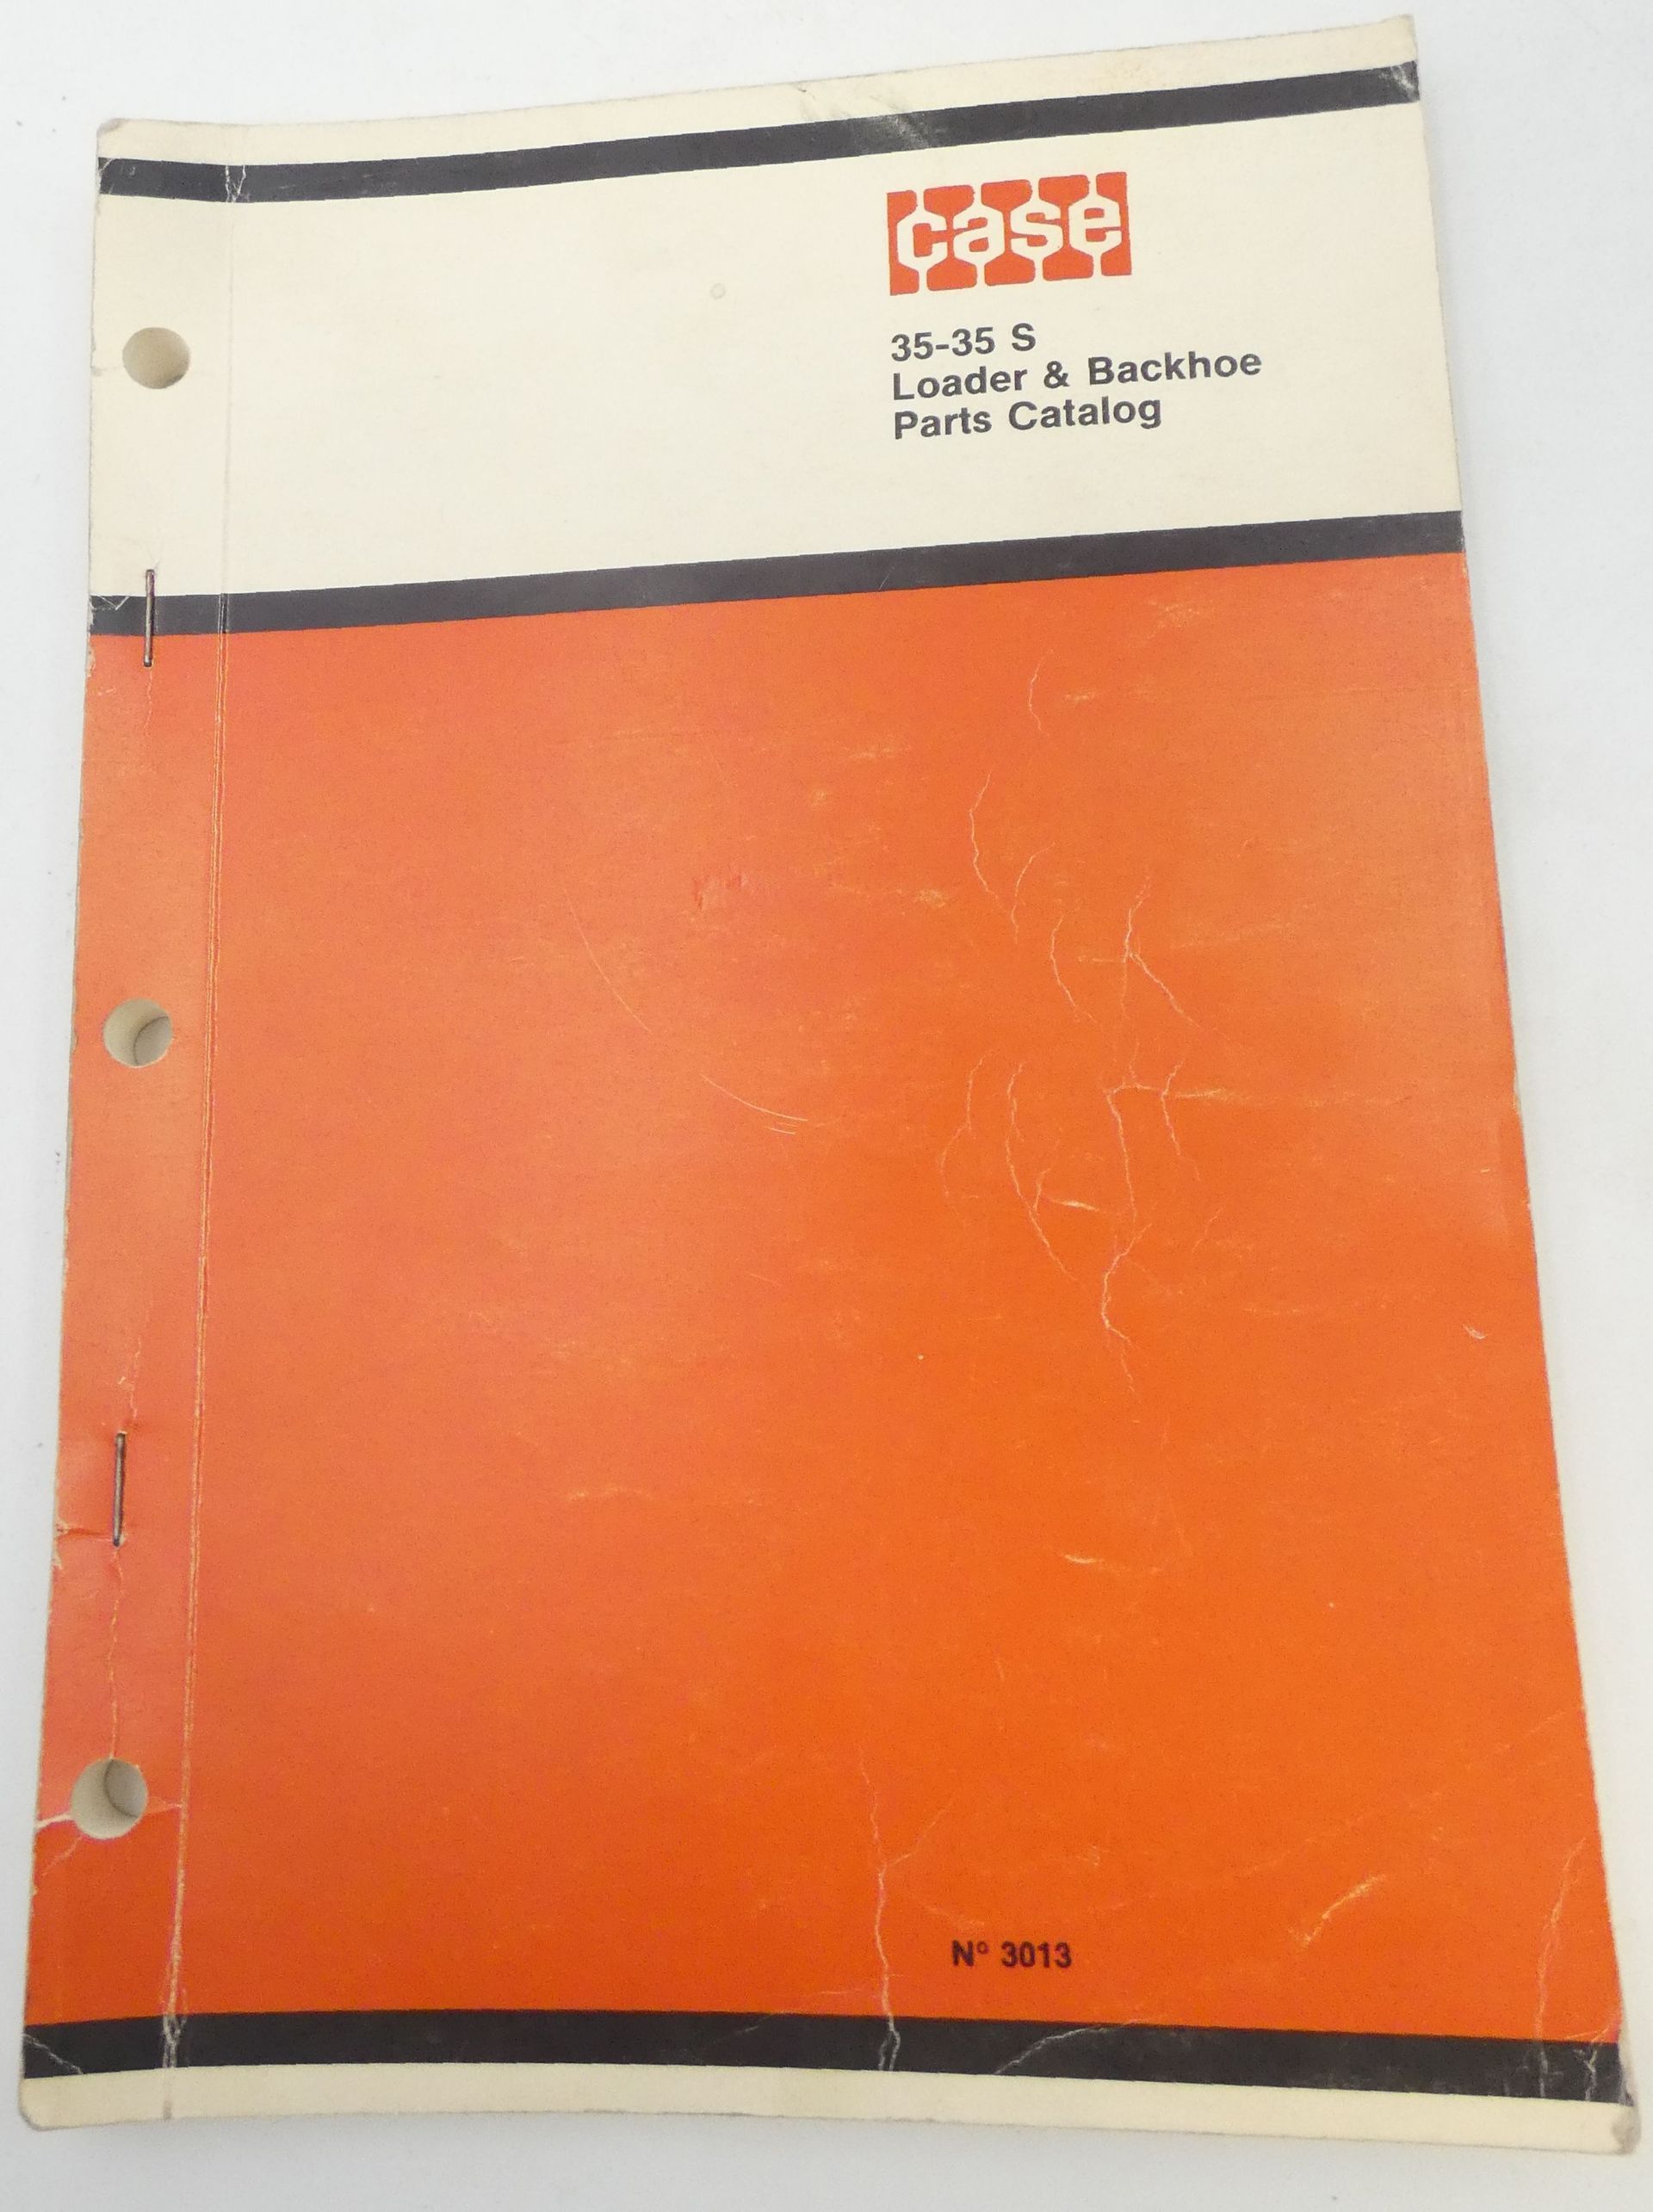 case
35-35 S
Loader & Backhoe
Parts Catalog
N° 3013